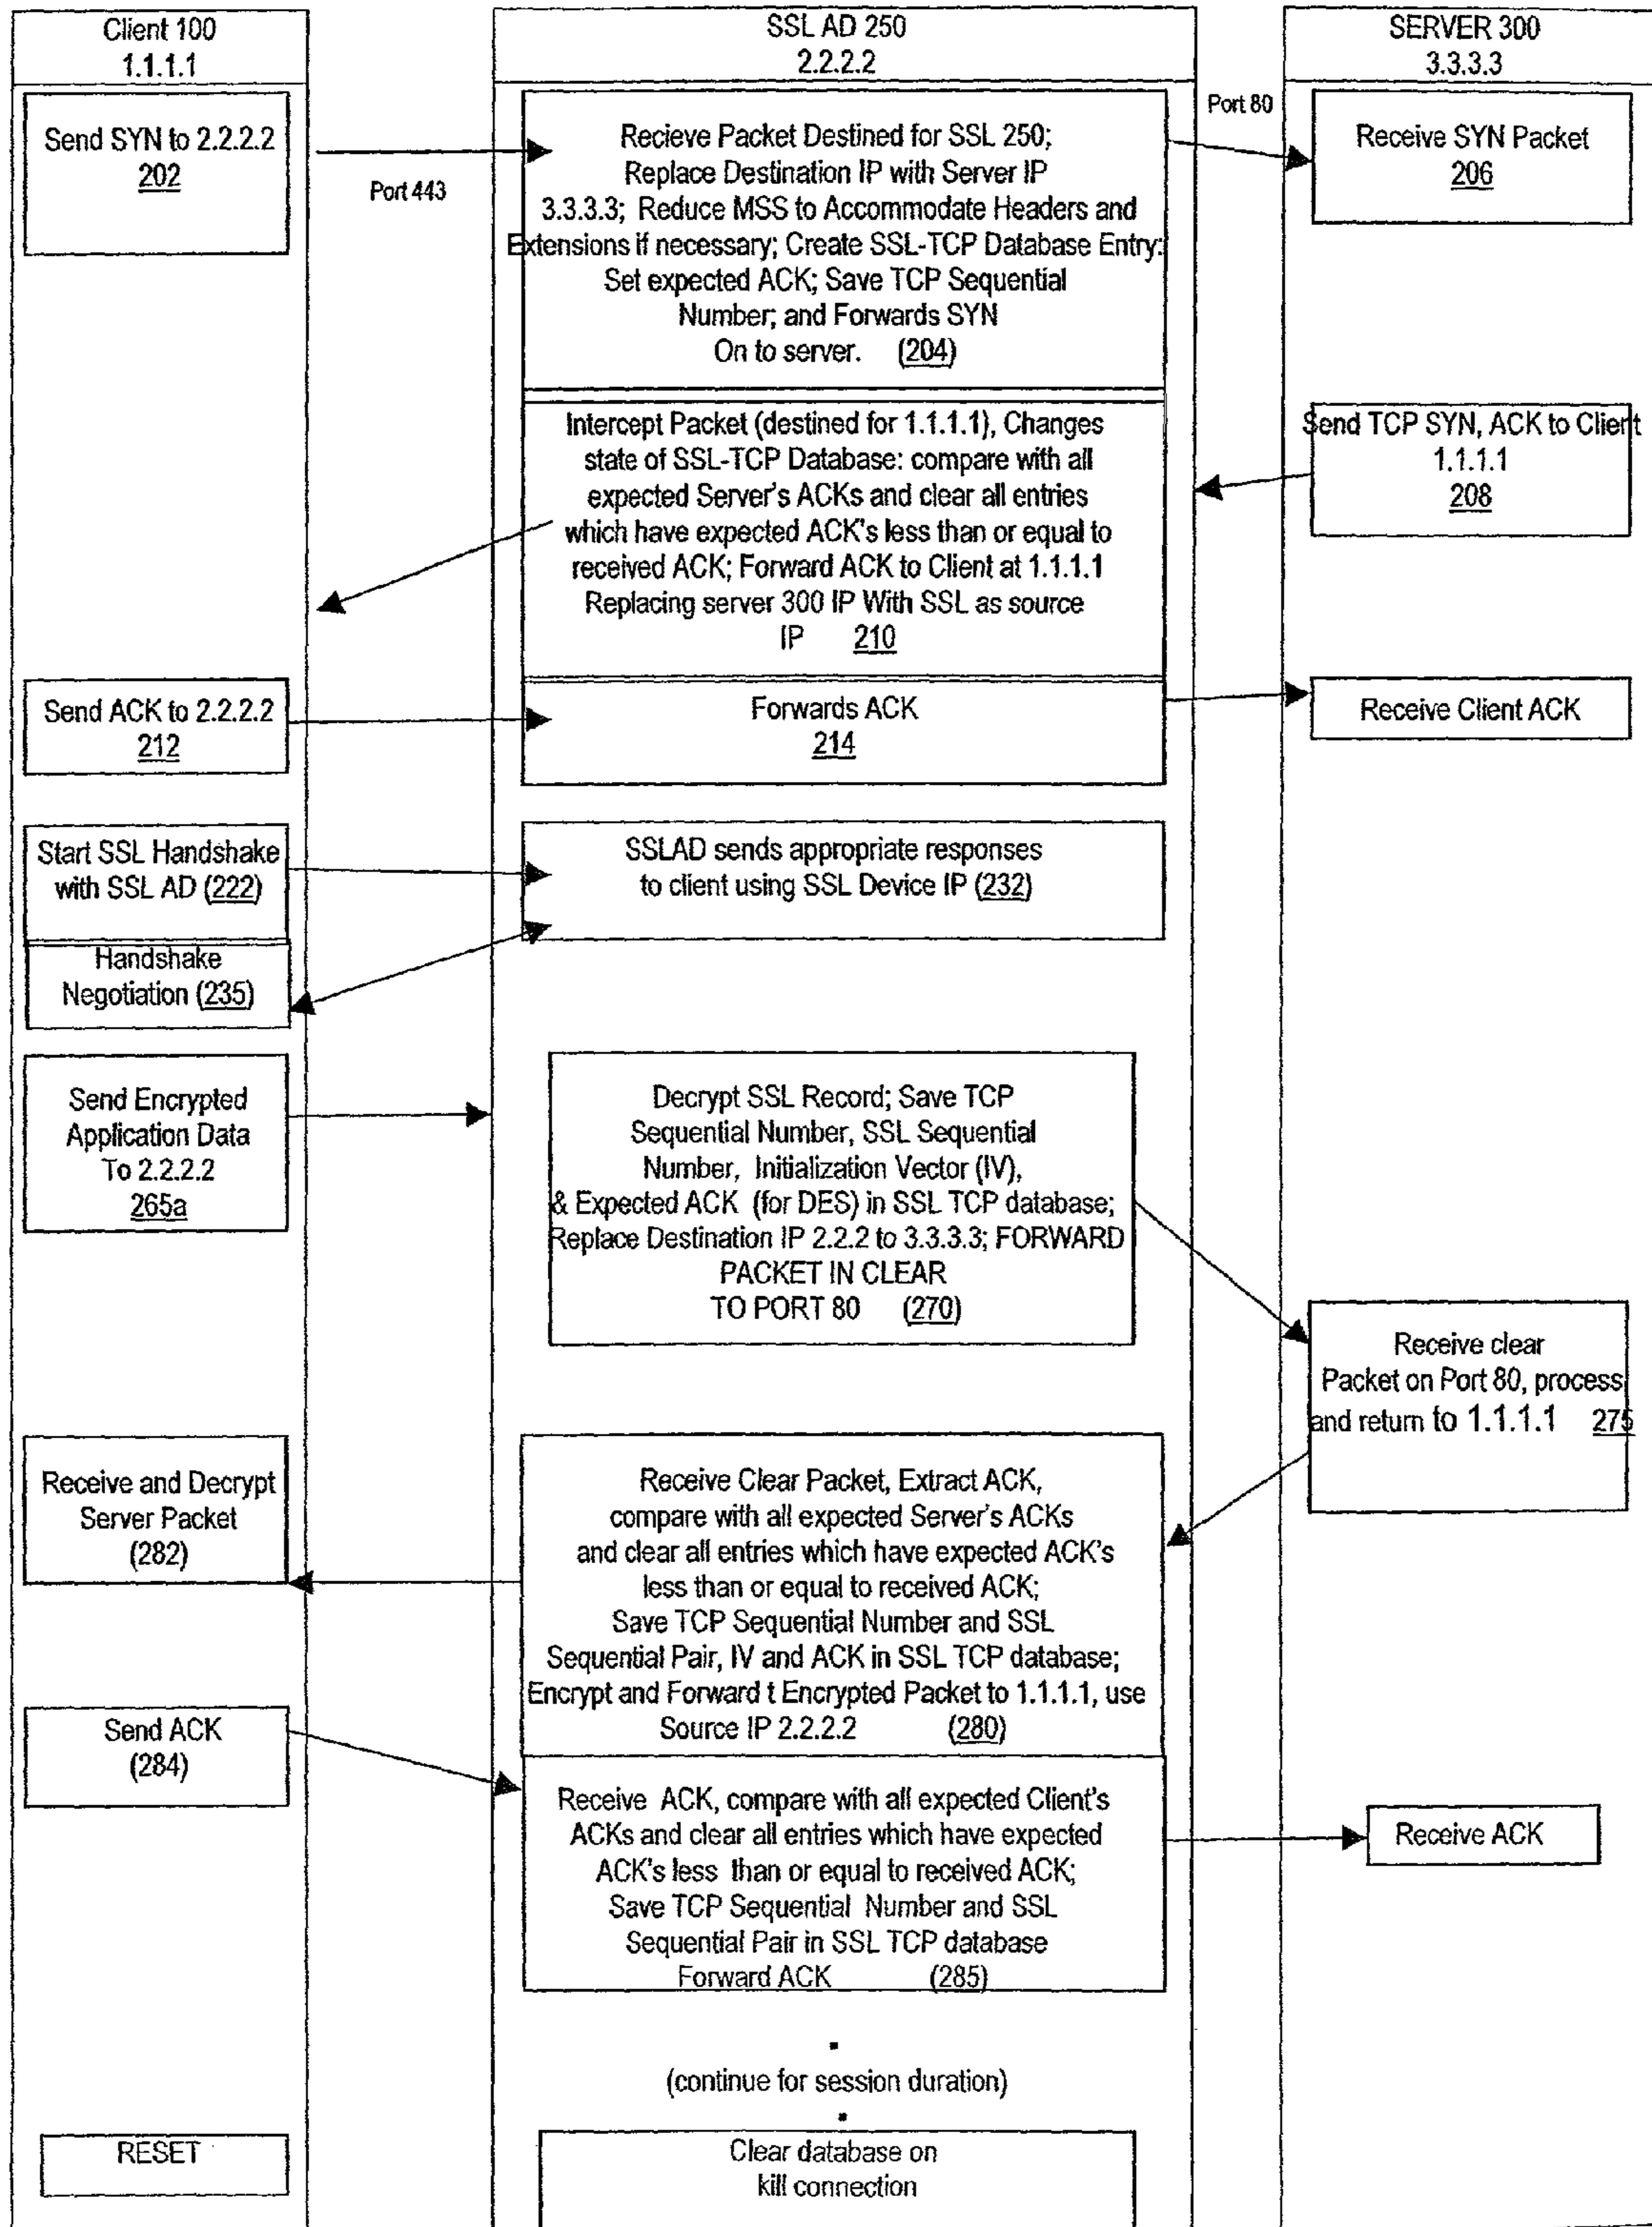 Client 100
1.1.1.1
SSL AD 250
2.2.2.2
SERVER 300
3.3.3.3
Send SYN to 2.2.2.2
202
Port 443
Recieve Packet Destined for SSL 250;
Replace Destination IP with Server IP
3.3.3.3; Reduce MSS to Accommodate Headers and
Extensions if necessary; Create SSL-TCP Database Entry:
Set expected ACK; Save TCP Sequential
Number; and Forwards SYN
On to server. (204)
Port 80
Receive SYN Packet
206
Intercept Packet (destined for 1.1.1.1), Changes
state of SSL-TCP Database: compare with all
expected Server's ACKs and clear all entries
which have expected ACK's less than or equal to
received ACK; Forward ACK to Client at 1.1.1.1
Replacing server 300 IP With SSL as source
IP 210
Send TCP SYN, ACK to Client
1.1.1.1
208
Send ACK to 2.2.2.2
212
Forwards ACK
214
Receive Client ACK
Start SSL Handshake
with SSL AD (222)
SSLAD sends appropriate responses
to client using SSL Device IP (232)
Handshake
Negotiation (235)
Send Encrypted
Application Data
To 2.2.2.2
265a
Decrypt SSL Record; Save TCP
Sequential Number, SSL Sequential
Number, Initialization Vector (IV),
& Expected ACK (for DES) in SSL TCP database;
Replace Destination IP 2.2.2 to 3.3.3.3; FORWARD
PACKET IN CLEAR
TO PORT 80 (270)
Receive clear
Packet on Port 80, process
and return to 1.1.1.1 275
Receive and Decrypt
Server Packet
(282)
Receive Clear Packet, Extract ACK,
compare with all expected Server's ACKs
and clear all entries which have expected ACK's
less than or equal to received ACK;
Save TCP Sequential Number and SSL
Sequential Pair, IV and ACK in SSL TCP database;
Encrypt and Forward t Encrypted Packet to 1.1.1.1, use
Source IP 2.2.2.2 (280)
Send ACK
(284)
Receive ACK, compare with all expected Client's
ACKs and clear all entries which have expected
ACK's less than or equal to received ACK;
Save TCP Sequential Number and SSL
Sequential Pair in SSL TCP database
Forward ACK (285)
Receive ACK
(continue for session duration)
RESET
Clear database on
kill connection